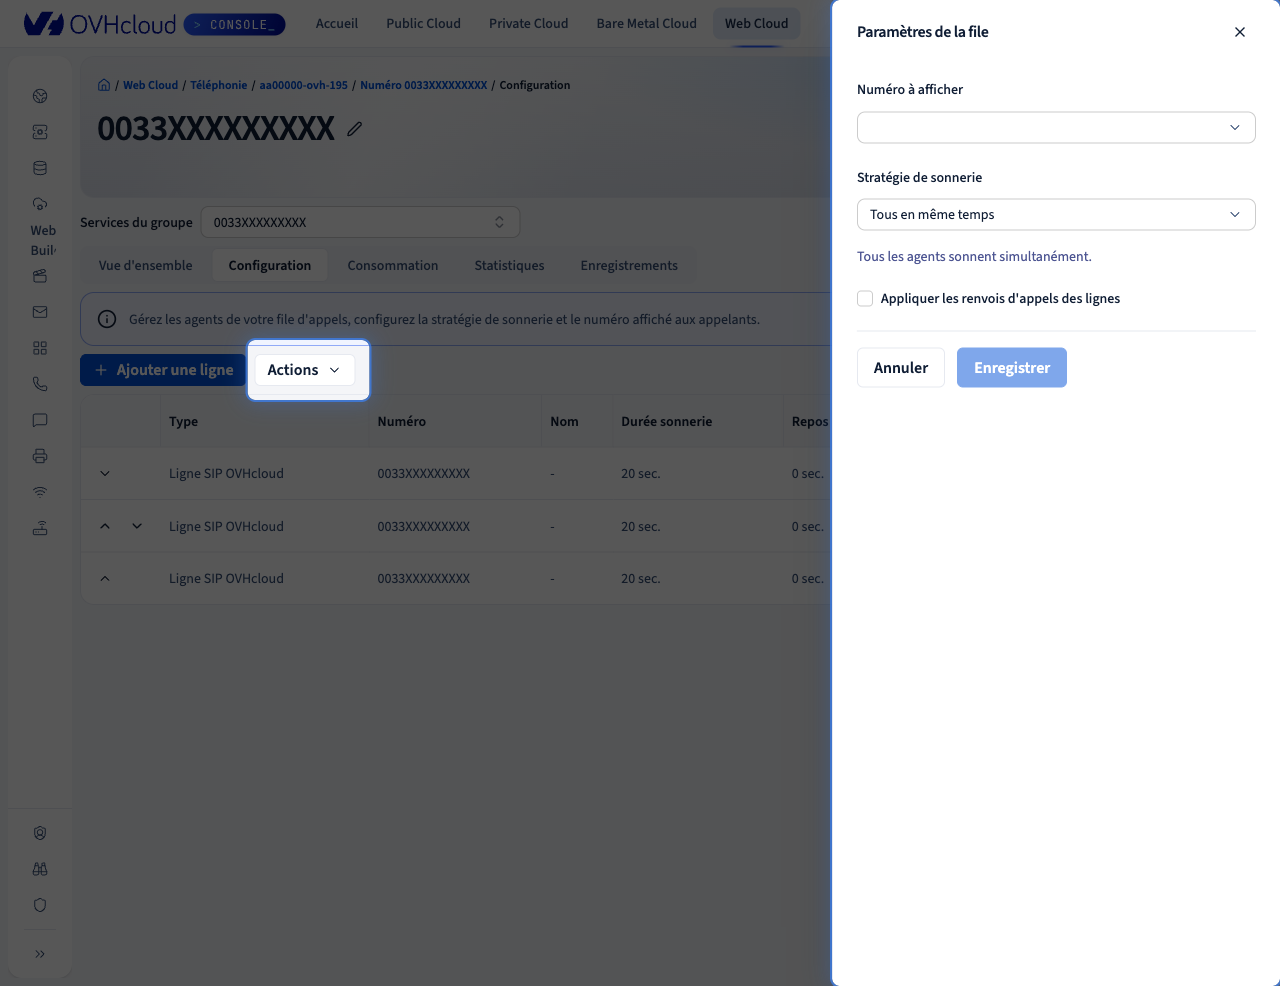 OVHcloud > CONSOLE_ Accueil Public Cloud Private Cloud Bare Metal Cloud Web Cloud
/ Web Cloud / Téléphonie / aa00000-ovh-195 / Numéro 0033XXXXXXXXX / Configuration
0033XXXXXXXXX
Services du groupe 0033XXXXXXXXX
Web
Buil
Vue d'ensemble Configuration Consommation Statistiques Enregistrements
Gérez les agents de votre file d'appels, configurez la stratégie de sonnerie et le numéro affiché aux appelants.
+ Ajouter une ligne Actions
Type Numéro Nom Durée sonnerie Repos
Ligne SIP OVHcloud 0033XXXXXXXXX - 20 sec. 0 sec.
Ligne SIP OVHcloud 0033XXXXXXXXX - 20 sec. 0 sec.
Ligne SIP OVHcloud 0033XXXXXXXXX - 20 sec. 0 sec.
Paramètres de la file
Numéro à afficher
Stratégie de sonnerie
Tous en même temps
Tous les agents sonnent simultanément.
Appliquer les renvois d'appels des lignes
Annuler Enregistrer